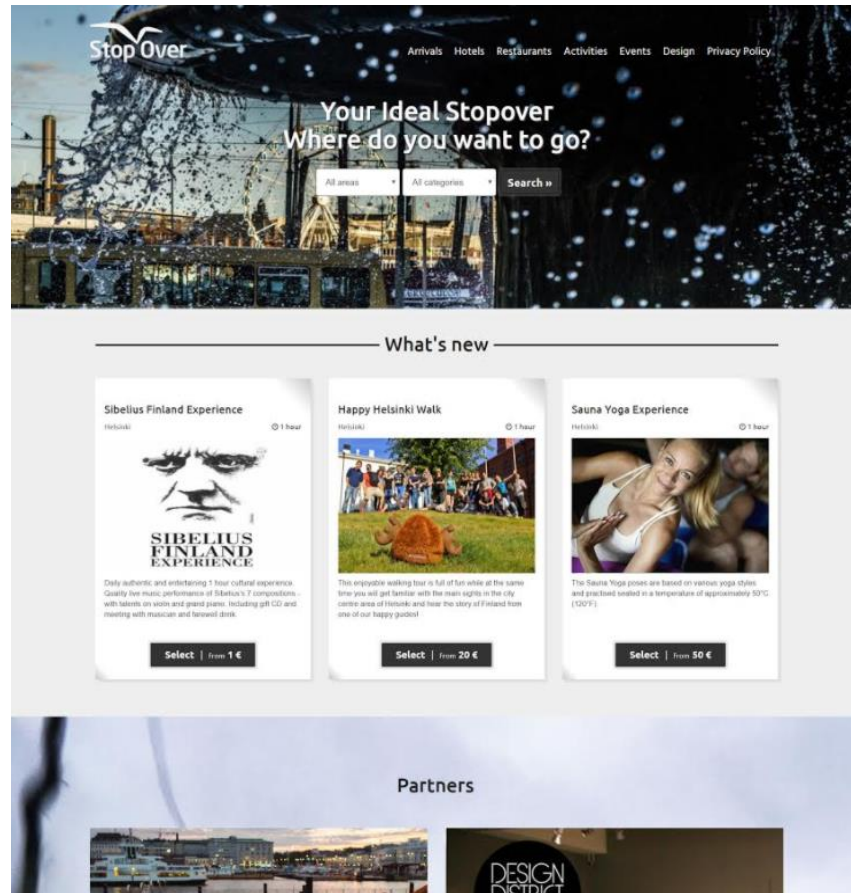 Stop Over
Arrivals Hotels Restaurants Activities Events Design Privacy Policy
Your Ideal Stopover
Where do you want to go?
All areas All categories Search »
What's new
Sibelius Finland Experience
Helsinki 1 hour
SIBELIUS
FINLAND
EXPERIENCE
Daily authentic and entertaining 1 hour cultural experience.
Quality live music performance of Sibelius's 7 compositions -
with talents on violin and grand piano. Including gift CD and
meeting with musician and farewell drink.
Select | from 1 €
Happy Helsinki Walk
Helsinki 1 hour
This enjoyable walking tour is full of fun while at the same
time you will get familiar with the main sights in the city
centre area of Helsinki and hear the story of Finland from
one of our happy guides!
Select | from 20 €
Sauna Yoga Experience
Helsinki 1 hour
The Sauna Yoga poses are based on various yoga styles
and practised seated in a temperature of approximately 50°C
(120°F).
Select | from 50 €
Partners
DESIGN
DISTRICT